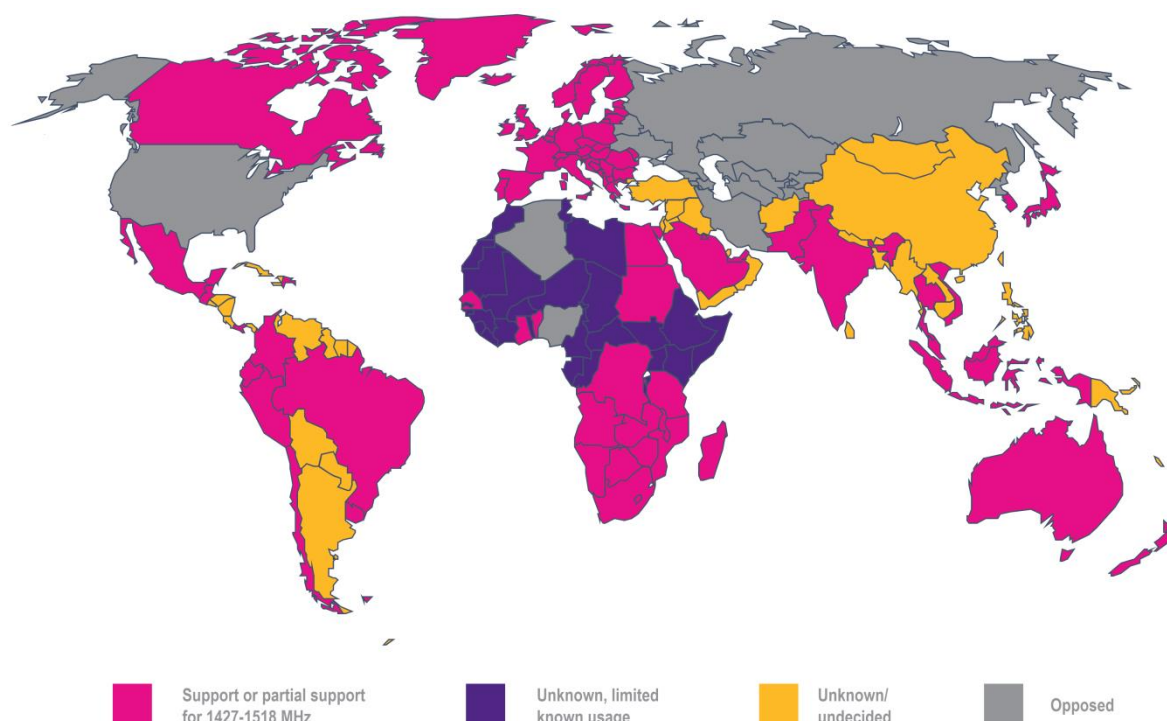 Support or partial support
for 1427-1518 MHz
Unknown, limited
known usage
Unknown/
undecided
Opposed